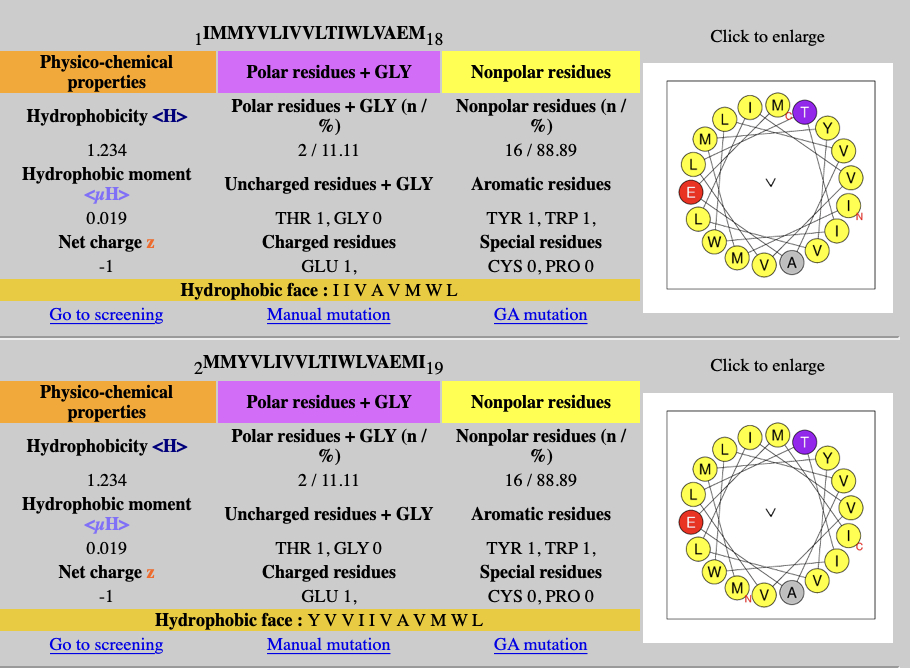 1IMMYVLIVVLTIWLVAEM18
Physico-chemical
properties
Polar residues + GLY
Nonpolar residues
Hydrophobicity <H>
Polar residues + GLY (n /
%)
Nonpolar residues (n /
%)
1.234
2 / 11.11
16 / 88.89
Hydrophobic moment
<µH>
Uncharged residues + GLY
Aromatic residues
0.019
THR 1, GLY 0
TYR 1, TRP 1,
Net charge z
Charged residues
Special residues
-1
GLU 1,
CYS 0, PRO 0
Hydrophobic face : I I V A V M W L
Go to screening
Manual mutation
GA mutation
Click to enlarge
M
C
T
Y
V
V
I
N
I
V
A
V
M
W
L
E
L
M
L
I
2MMYVLIVVLTIWLVAEMI19
Physico-chemical
properties
Polar residues + GLY
Nonpolar residues
Hydrophobicity <H>
Polar residues + GLY (n /
%)
Nonpolar residues (n /
%)
1.234
2 / 11.11
16 / 88.89
Hydrophobic moment
<µH>
Uncharged residues + GLY
Aromatic residues
0.019
THR 1, GLY 0
TYR 1, TRP 1,
Net charge z
Charged residues
Special residues
-1
GLU 1,
CYS 0, PRO 0
Hydrophobic face : Y V V I I V A V M W L
Go to screening
Manual mutation
GA mutation
Click to enlarge
M
T
Y
V
V
I
C
I
V
A
V
M
N
W
L
E
L
M
L
I